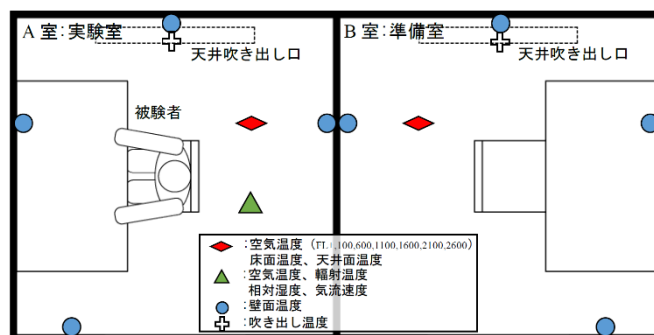 A 室：実験室
天井吹き出し口
被験者
B 室：準備室
天井吹き出し口
：空気温度（FL+,100,600,1100,1600,2100,2600）
床面温度、天井面温度
：空気温度、輻射温度
相対湿度、気流速度
：壁面温度
：吹き出し温度